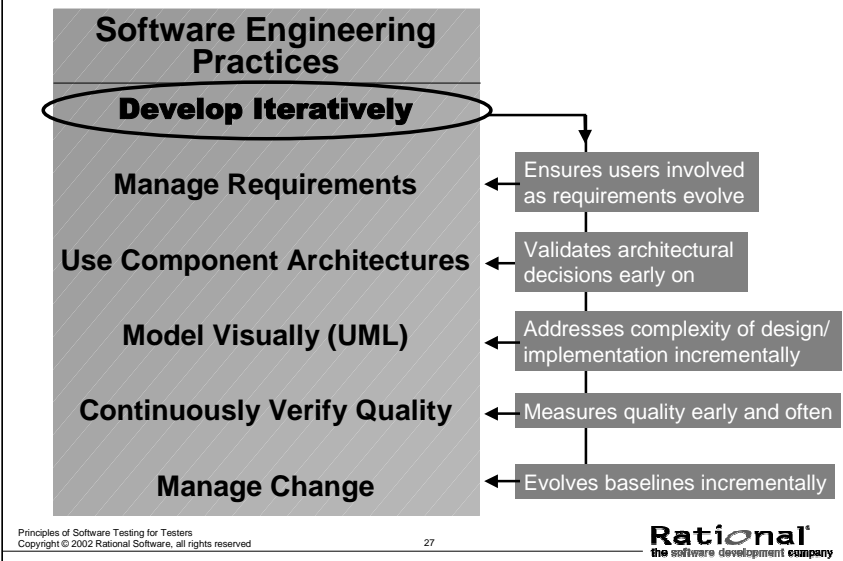 Software Engineering
Practices
Develop Iteratively
Manage Requirements
Ensures users involved
as requirements evolve
Use Component Architectures
Validates architectural
decisions early on
Model Visually (UML)
Addresses complexity of design/
implementation incrementally
Continuously Verify Quality
Measures quality early and often
Manage Change
Evolves baselines incrementally
Principles of Software Testing for Testers
Copyright © 2002 Rational Software, all rights reserved
27
Rational
the software development company